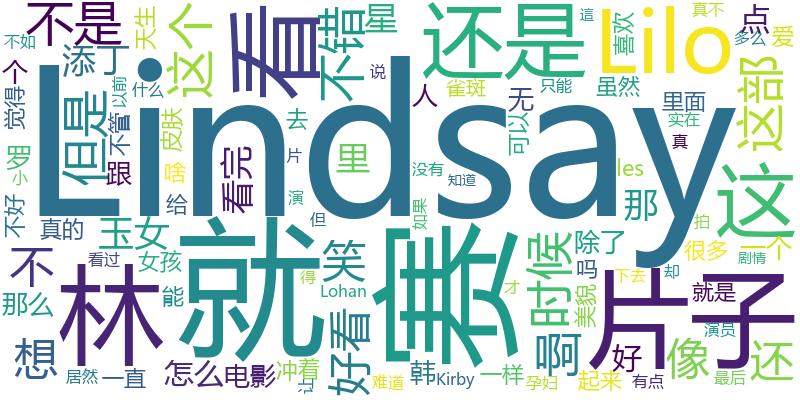 不是
添丁
天生
这个
看
不错
星
还是
這
真不
喜欢
Lilo
点
多么
爱
不如
个
什么
以前
觉得
但是
不管
说
人
雀斑
无
虽然
只能
里面
这部
实在
Lindsay
罗
小
跟
皮肤
啥
看完
去
里
片
可以
没有
les
真
这
不好
真的
给
玉女
演
知道
那
拍
但
如果
不
看过
女孩
能
就
笑
Lohan
得
赛
时候
才
除了
吗
很多
却
一个
剧情
那么
林
好看
美貌
下去
片子
就是
演员
想
居然
一直
怎么
电影
冲着
让
难道
韩
Kirby
一样
啊
孕妇
起来
好
有点
像
最后
还